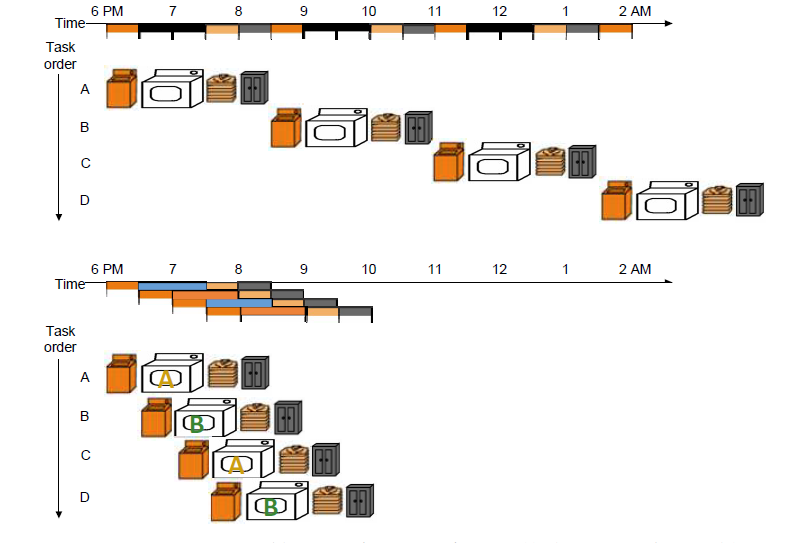 6 PM 7 8 9 10 11 12 1 2 AM
Time
Task
order
A
B
C
D
6 PM 7 8 9 10 11 12 1 2 AM
Time
Task
order
A A
B B
C A
D B